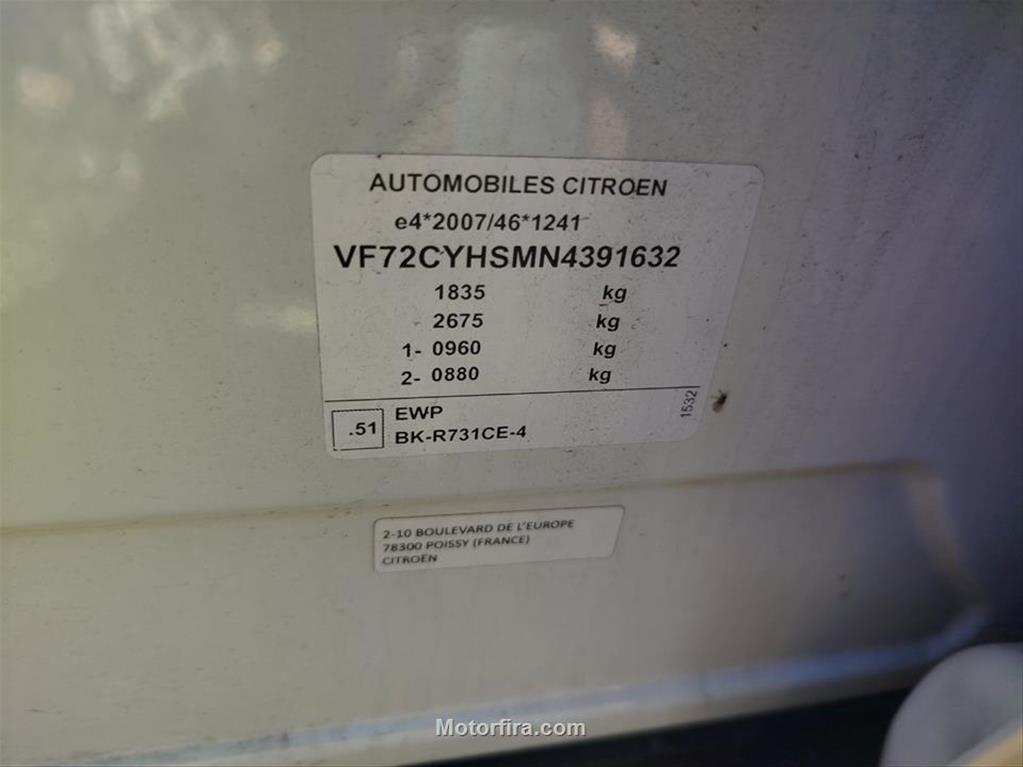 AUTOMOBILES CITROEN
e4*2007/46*1241
VF72CYHSMN4391632
1835 kg
2675 kg
1- 0960 kg
2- 0880 kg
.51
EWP
BK-R731CE-4
1532
2-10 BOULEVARD DE L'EUROPE
78300 POISSY (FRANCE)
CITROËN
Motorfira.com